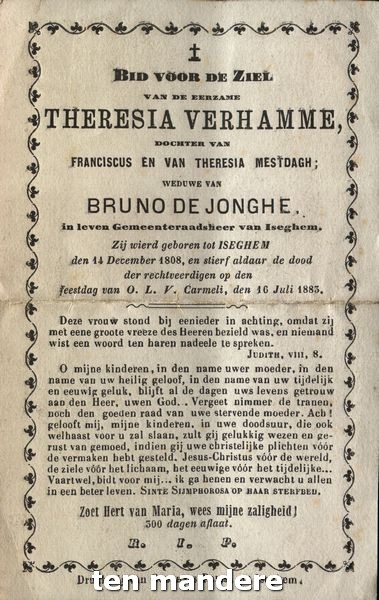 BID VOOR DE ZIEL
VAN DE EERZAME
THERESIA VERHAMME,
DOCHTER VAN
FRANCISCUS EN VAN THERESIA MESTDAGH;
WEDUWE VAN
BRUNO DE JONGHE,
in leven Gemeenteraadsheer van Iseghem.
Zij wierd geboren tot ISEGHEM
den 14 December 1808, en stierf aldaar de dood
der rechtveerdigen op den
feestdag van O. L. V. Carmeli, den 16 Juli 1883.
Deze vrouw stond bij eenieder in achting, omdat zij
met eene groote vreeze des Heeren bezield was, en niemand
wist een woord ten haren nadeele te spreken.
JUDITH, VIII, 8.
O mijne kinderen, in den name uwer moeder, in den
name van uw heilig geloof, in den name van uw tijdelijk
en eeuwig geluk, blijft al de dagen uws levens getrouw
aan den Heer, uwen God... Vergeet nimmer de tranen,
noch den goeden raad van uwe stervende moeder. Ach!
gelooft mij, mijne kinderen, in uwe doodsuur, die ook
welhaast voor u zal slaan, zult gij gelukkig wezen en ge-
rust van gemoed, indien gij uwe christelijke plichten vóór
de vermaken hebt gesteld. Jesus-Christus vóór de wereld,
de ziele vóór het lichaam, het eeuwige vóór het tijdelijke...
Vaartwel, bidt voor mij... ik ga henen en verwacht u allen
in een beter leven. SINTE SIJMPHOROSA OP HAAR STERFBED.
Zoet Hert van Maria, wees mijne zaligheid!
300 dagen aflaat.
R. I. P.
ten mandere